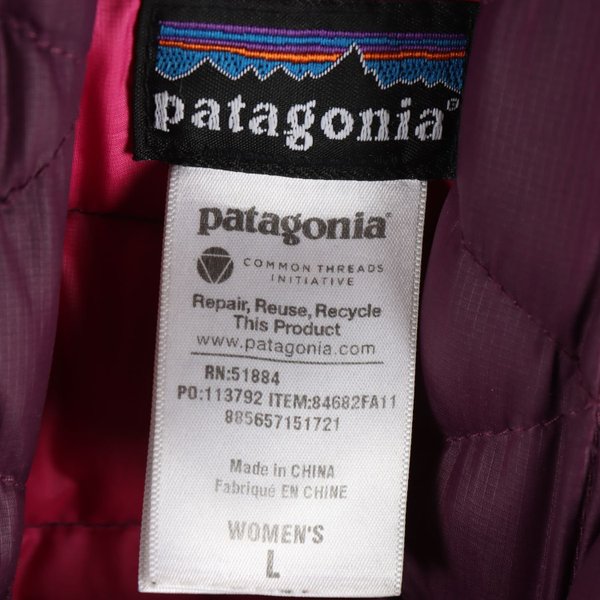 patagonia®
patagonia®
COMMON THREADS
INITIATIVE
Repair, Reuse, Recycle
This Product
www.patagonia.com
RN:51884
PO:113792 ITEM:84682FA11
885657151721
Made in CHINA
Fabriqué EN CHINE
WOMEN'S
L